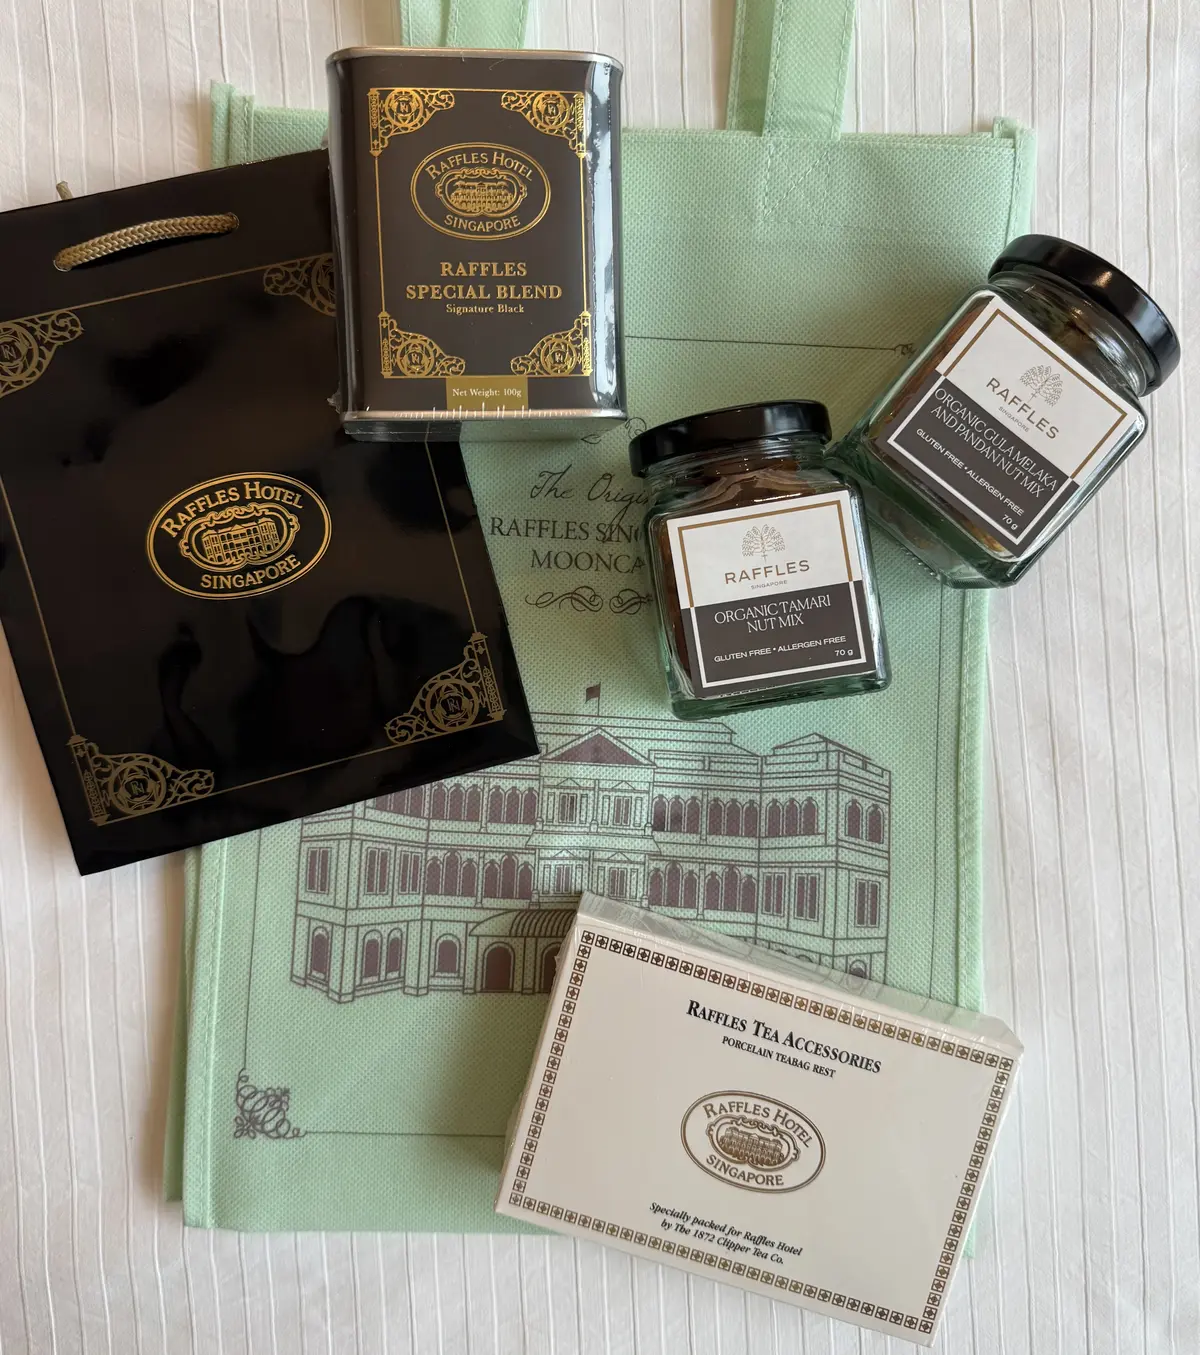 RAFFLES HOTEL
SINGAPORE
RAFFLES
SPECIAL BLEND
Signature Black
Net Weight: 100g
RAFFLES HOTEL
SINGAPORE
RAFFLES
SINGAPORE
ORGANIC GULA MELAKA
AND PANDAN NUT MIX
GLUTEN FREE • ALLERGEN FREE
70 g
RAFFLES
SINGAPORE
ORGANIC TAMARI
NUT MIX
GLUTEN FREE • ALLERGEN FREE
70 g
The
RAFFLES
RAFFLES TEA ACCESSORIES
PORCELAIN TEABAG REST
RAFFLES HOTEL
SINGAPORE
Specially packed for Raffles Hotel
by The 1872 Clipper Tea Co.